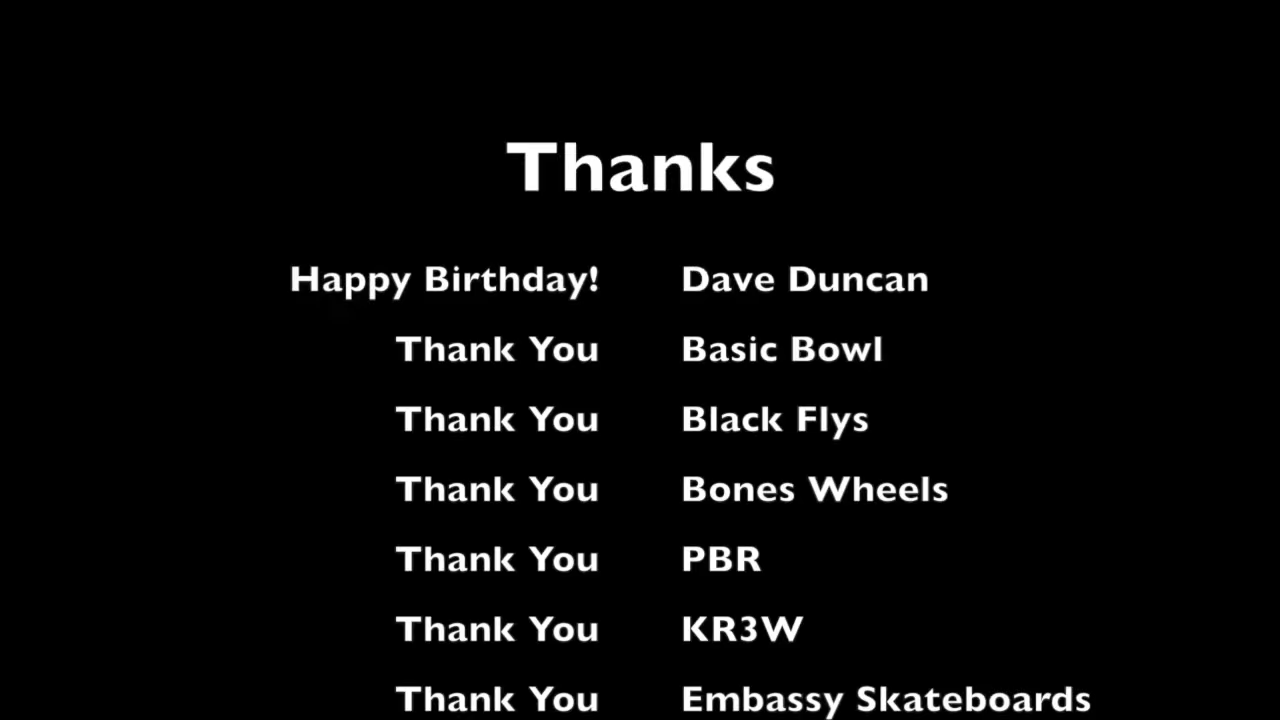 Thanks
Happy Birthday! Dave Duncan
Thank You Basic Bowl
Thank You Black Flys
Thank You Bones Wheels
Thank You PBR
Thank You KR3W
Thank You Embassy Skateboards